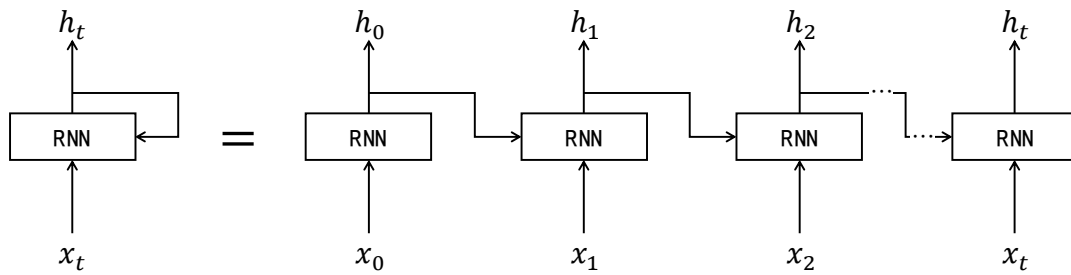 h_t h_0 h_1 h_2 h_t
RNN = RNN RNN RNN ... ... RNN
x_t x_0 x_1 x_2 x_t